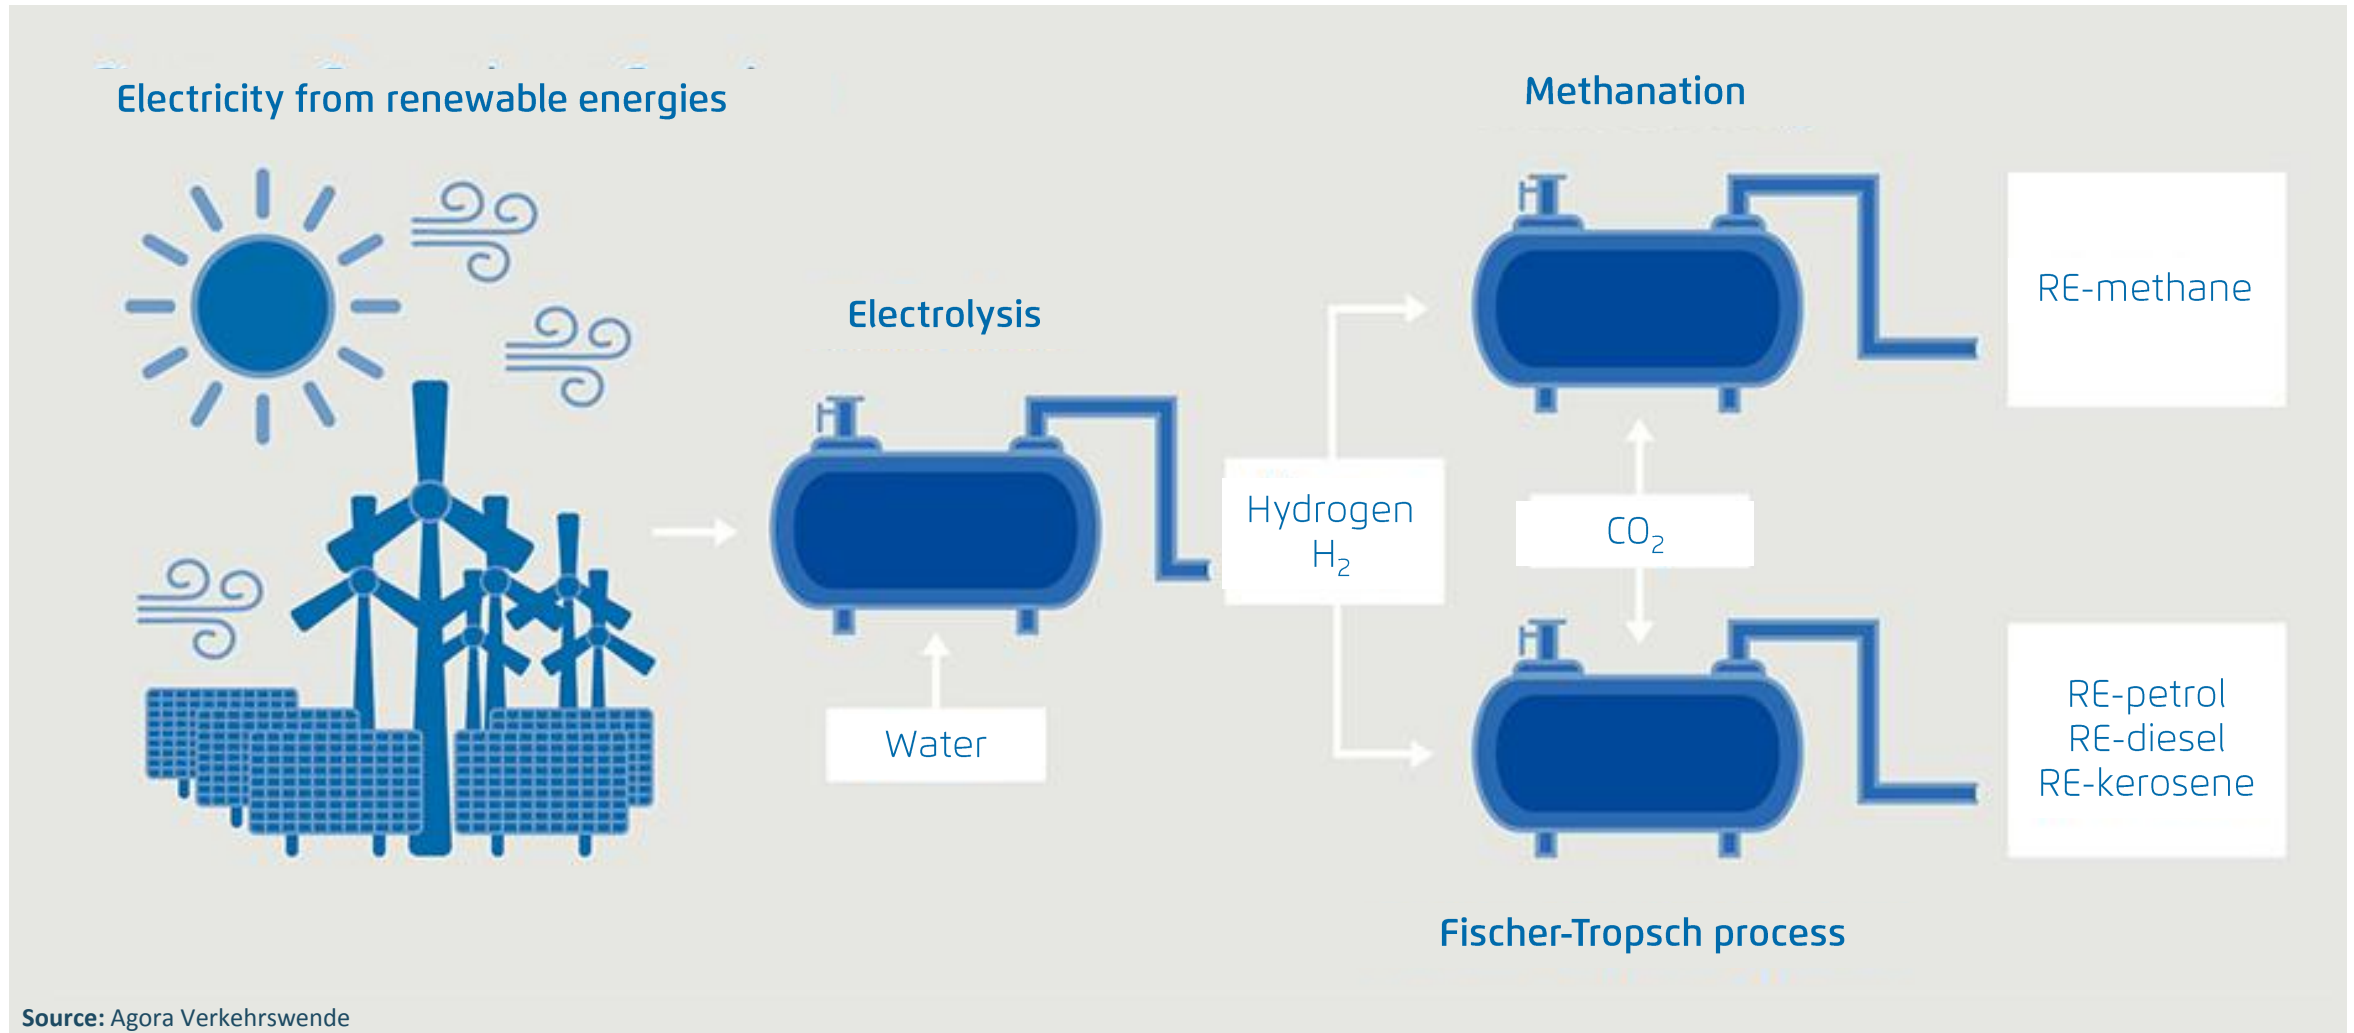 Electricity from renewable energies
Methanation
Electrolysis
RE-methane
Hydrogen
H₂
CO₂
Water
RE-petrol
RE-diesel
RE-kerosene
Fischer-Tropsch process
Source: Agora Verkehrswende